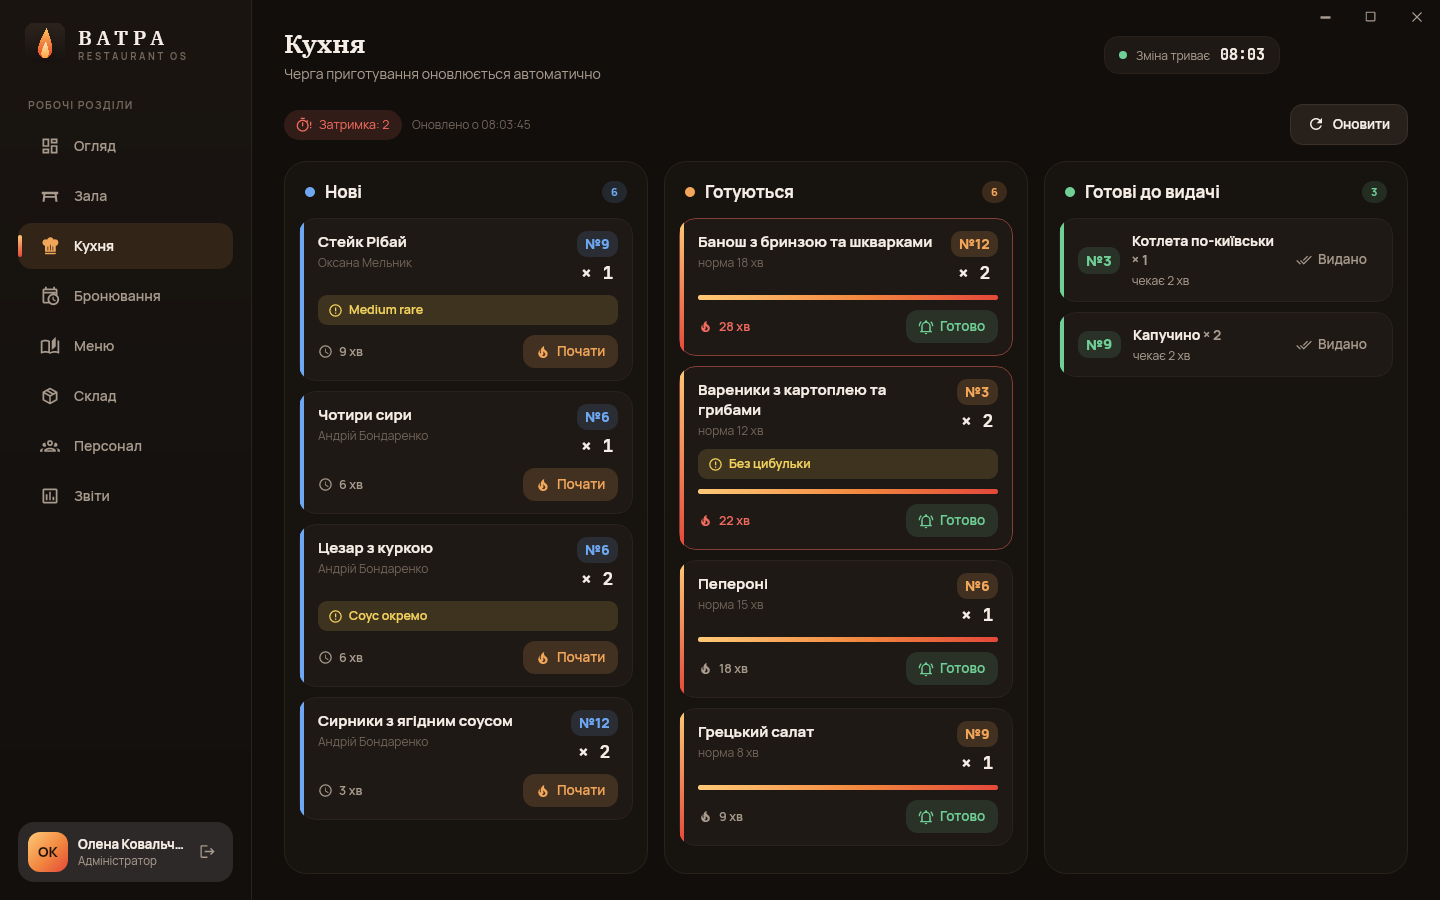 ВАТРА
RESTAURANT OS
РОБОЧІ РОЗДІЛИ
Огляд
Зала
Кухня
Бронювання
Меню
Склад
Персонал
Звіти
ОК
Олена Ковальч...
Адміністратор
Кухня
Черга приготування оновлюється автоматично
Зміна триває 08:03
Затримка: 2
Оновлено о 08:03:45
Оновити
Нові
6
Стейк Рібай
№9
Оксана Мельник
× 1
Medium rare
9 хв
Почати
Чотири сири
№6
Андрій Бондаренко
× 1
6 хв
Почати
Цезар з куркою
№6
Андрій Бондаренко
× 2
Соус окремо
6 хв
Почати
Сирники з ягідним соусом
№12
Андрій Бондаренко
× 2
3 хв
Почати
Готуються
6
Банош з бринзою та шкварками
№12
норма 18 хв
× 2
28 хв
Готово
Вареники з картоплею та
грибами
№3
норма 12 хв
× 2
Без цибульки
22 хв
Готово
Пепероні
№6
норма 15 хв
× 1
18 хв
Готово
Грецький салат
№9
норма 8 хв
× 1
9 хв
Готово
Готові до видачі
3
№3
Котлета по-київськи
× 1
чекає 2 хв
Видано
№9
Капучино × 2
чекає 2 хв
Видано